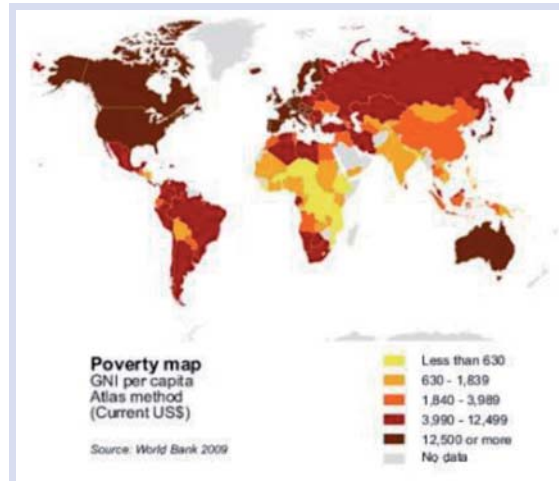 Poverty map
GNI per capita
Atlas method
(Current US$)
Source: World Bank 2009
Less than 630
630 - 1,839
1,840 - 3,989
3,990 - 12,499
12,500 or more
No data